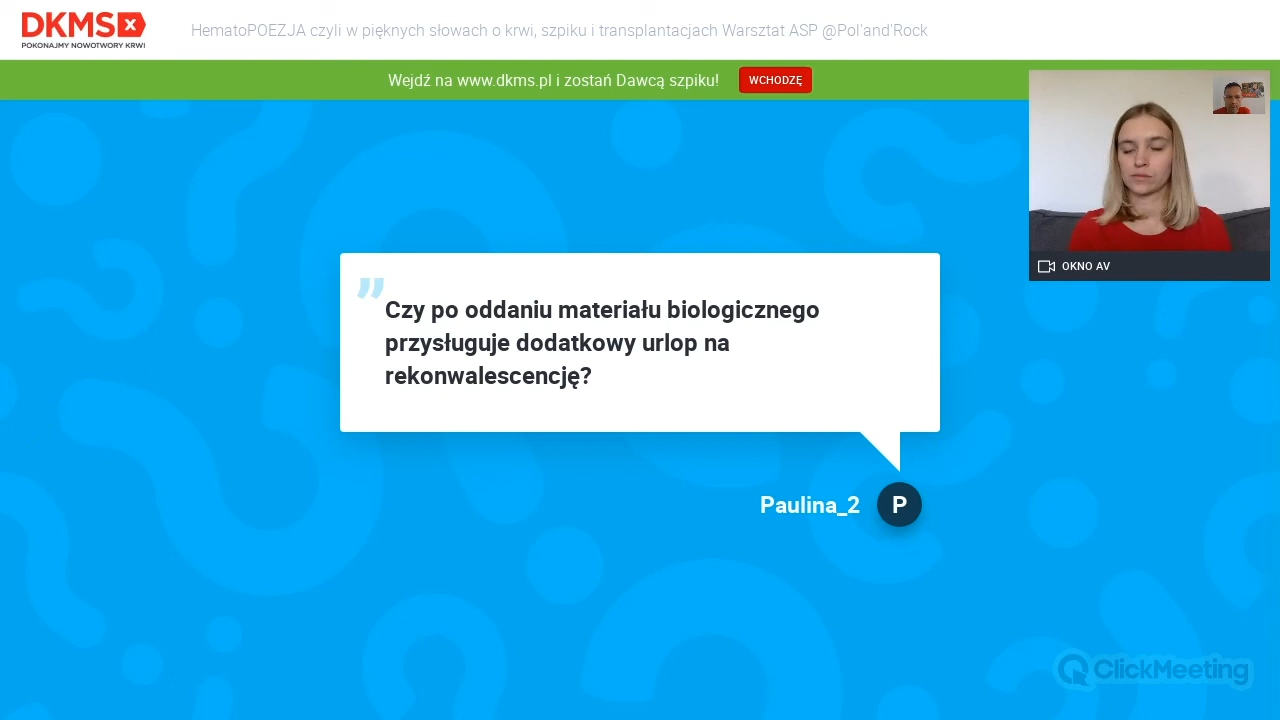 DKMS
POKONAJMY NOWOTWORY KRWI
HematoPOEZJA czyli w pięknych słowach o krwi, szpiku i transplantacjach Warsztat ASP @Pol'and'Rock
Wejdź na www.dkms.pl i zostań Dawcą szpiku!
WCHODZĘ
OKNO AV
Czy po oddaniu materiału biologicznego
przysługuje dodatkowy urlop na
rekonwalescencję?
Paulina_2
P
ClickMeeting